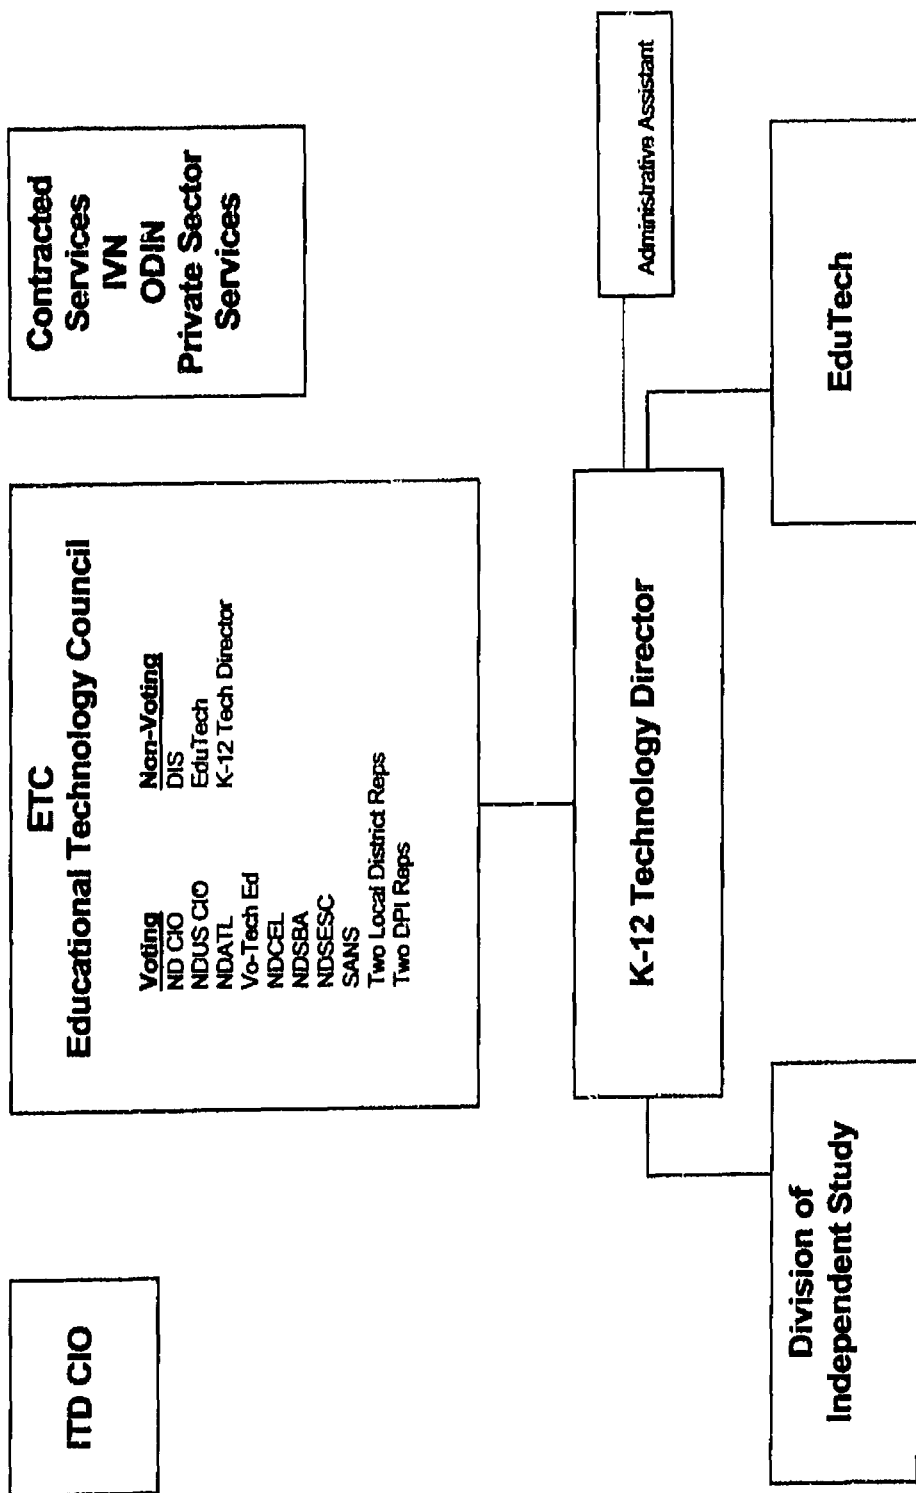 ITD CIO
ETC
Educational Technology Council
Voting
ND CIO
NDUS CIO
NDATL
Vo-Tech Ed
NDCEL
NDSBA
NDSESC
SANS
Two Local District Reps
Two DPI Reps
Non-Voting
DIS
EduTech
K-12 Tech Director
Contracted
Services
IVN
ODIN
Private Sector
Services
K-12 Technology Director
Administrative Assistant
Division of
Independent Study
EduTech